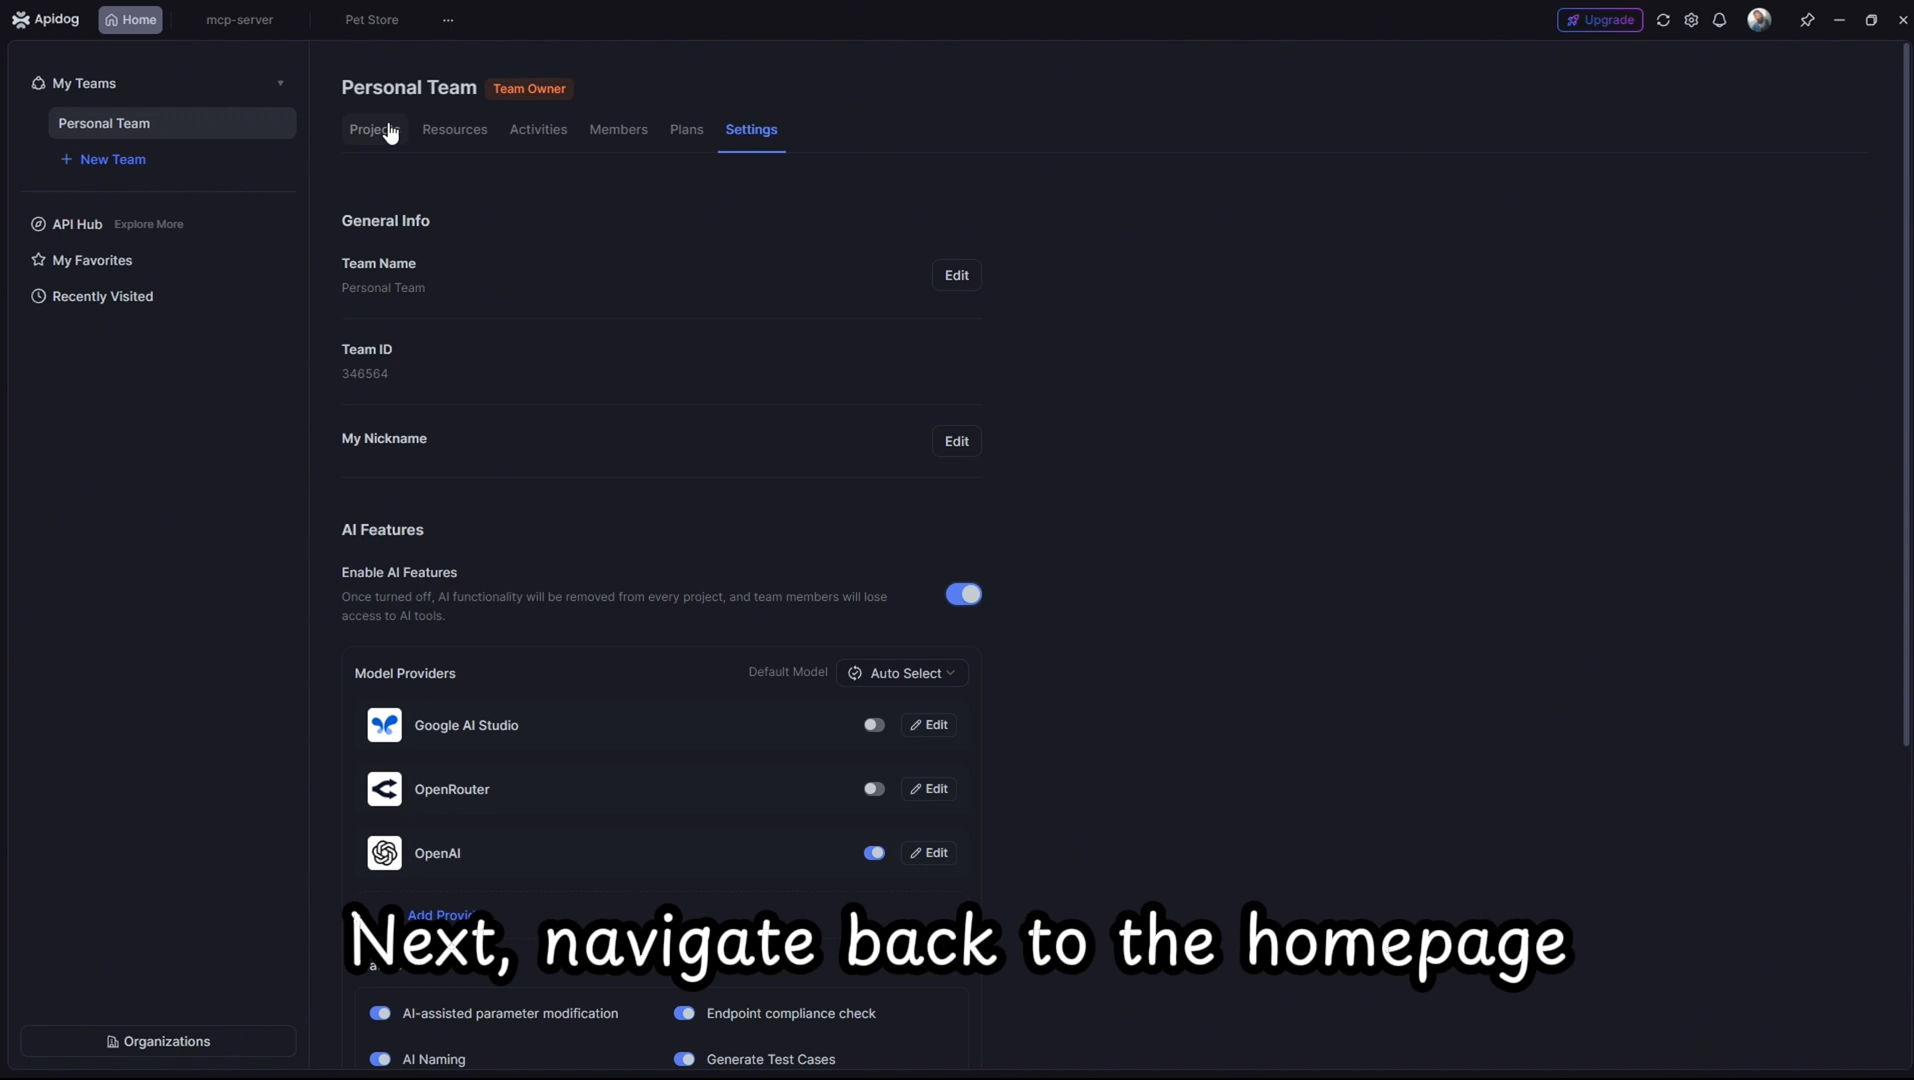 Apidog
Home
mcp-server
Pet Store
...
Upgrade
My Teams
Personal Team
+ New Team
API Hub Explore More
My Favorites
Recently Visited
Organizations
Personal Team Team Owner
Resources Activities Members Plans Settings
General Info
Team Name
Personal Team
Edit
Team ID
346564
My Nickname
Edit
AI Features
Enable AI Features
Once turned off, AI functionality will be removed from every project, and team members will lose
access to AI tools.
Model Providers
Default Model Auto Select
Google AI Studio Edit
OpenRouter Edit
OpenAI Edit
Add
Next, navigate back to the homepage
AI-assisted parameter modification
Endpoint compliance check
AI Naming
Generate Test Cases